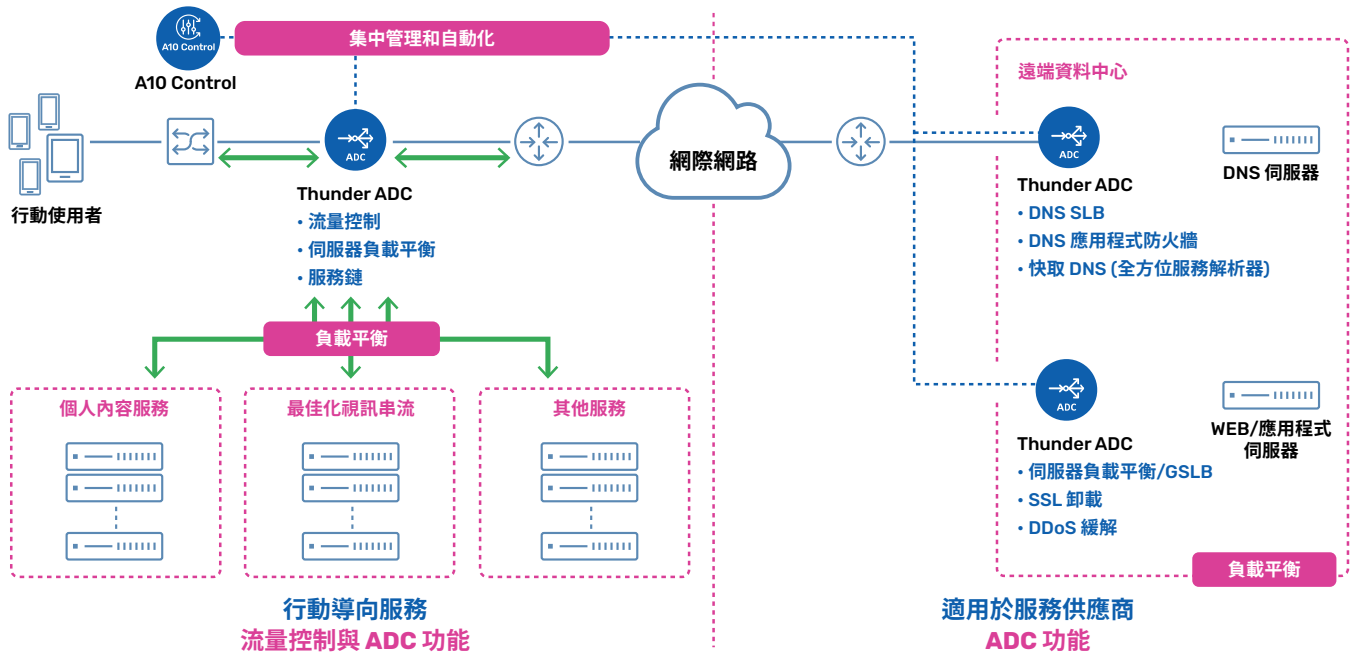 A10 Control
A10 Control
集中管理和自動化
行動使用者
ADC
Thunder ADC
・流量控制
・伺服器負載平衡
・服務鏈
負載平衡
個人內容服務
最佳化視訊串流
其他服務
行動導向服務
流量控制與 ADC 功能
網際網路
遠端資料中心
ADC
Thunder ADC
・DNS SLB
・DNS 應用程式防火牆
・快取 DNS (全方位服務解析器)
DNS 伺服器
ADC
Thunder ADC
・伺服器負載平衡/GSLB
・SSL 卸載
・DDoS 緩解
WEB/應用程式
伺服器
負載平衡
適用於服務供應商
ADC 功能